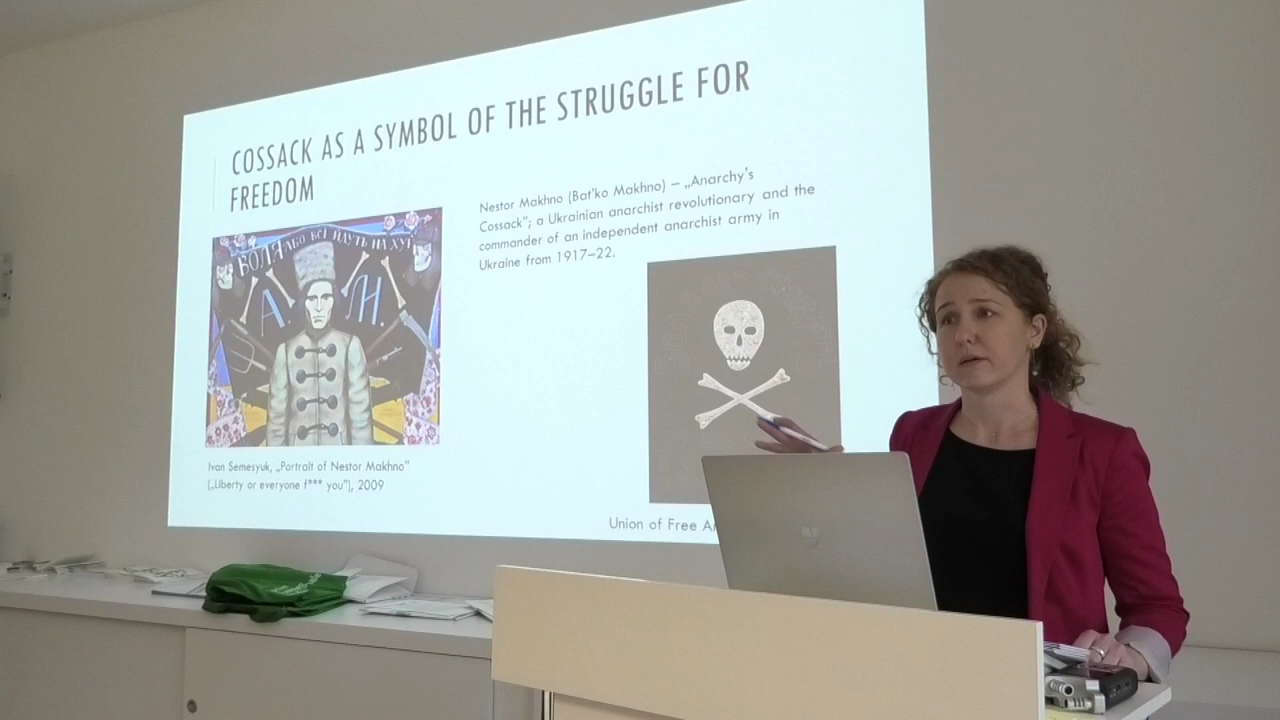 COSSACK AS A SYMBOL OF THE STRUGGLE FOR
FREEDOM
Nestor Makhno (Bat'ko Makhno) – „Anarchy's
Cossack"; a Ukrainian anarchist revolutionary and the
commander of an independent anarchist army in
Ukraine from 1917–22.
ВОЛЯ АБО ВСІ ЙДУТЬ НА ХУЙ
А. Н.
Ivan Semesyuk, „Portrait of Nestor Makhno"
(„Liberty or everyone f*** you"), 2009
Union of Free